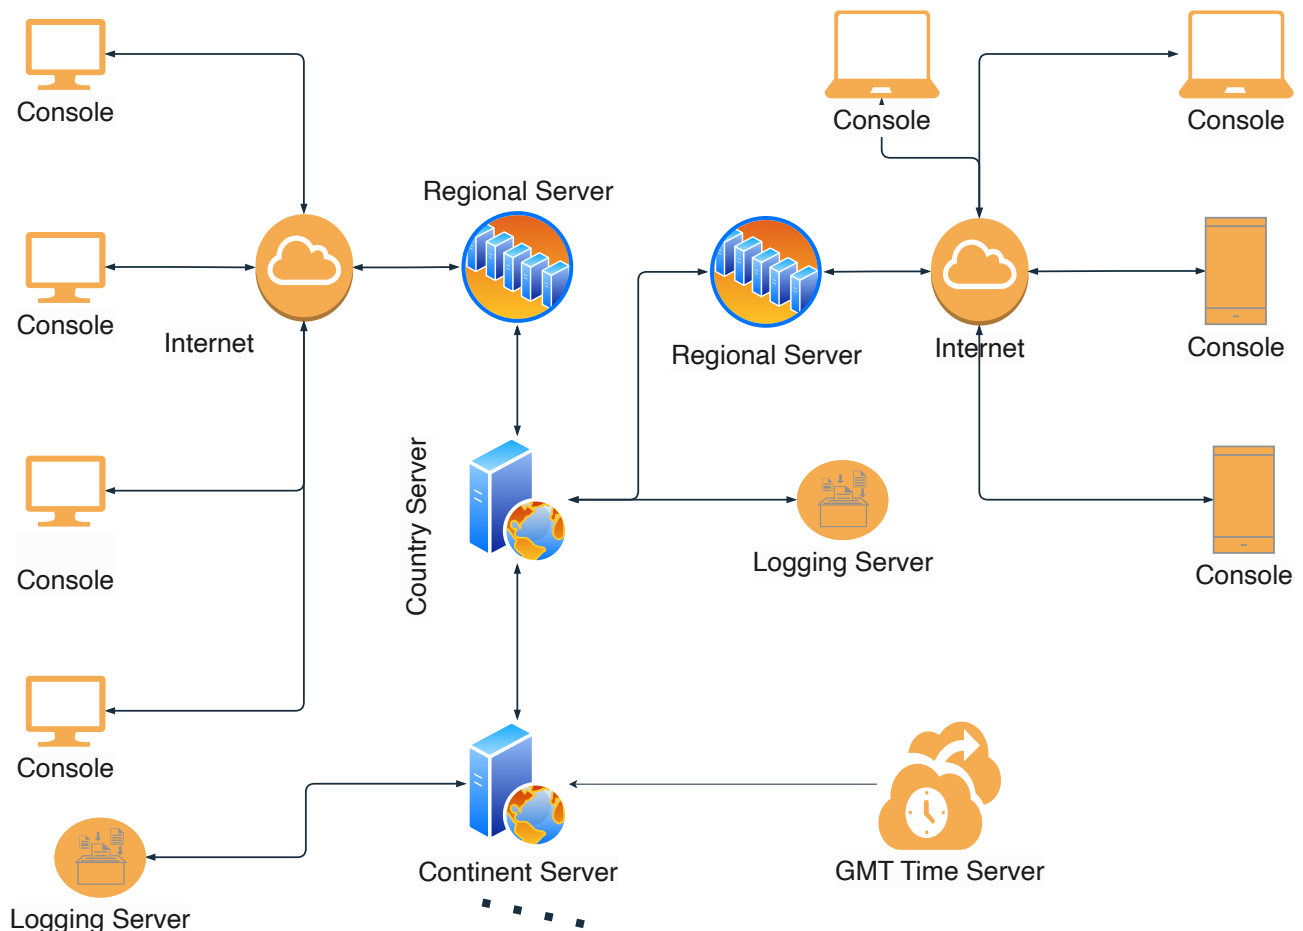 Console
Console
Console
Regional Server
Console
Internet
Regional Server
Internet
Console
Country Server
Logging Server
Console
Console
Console
Continent Server
GMT Time Server
Logging Server